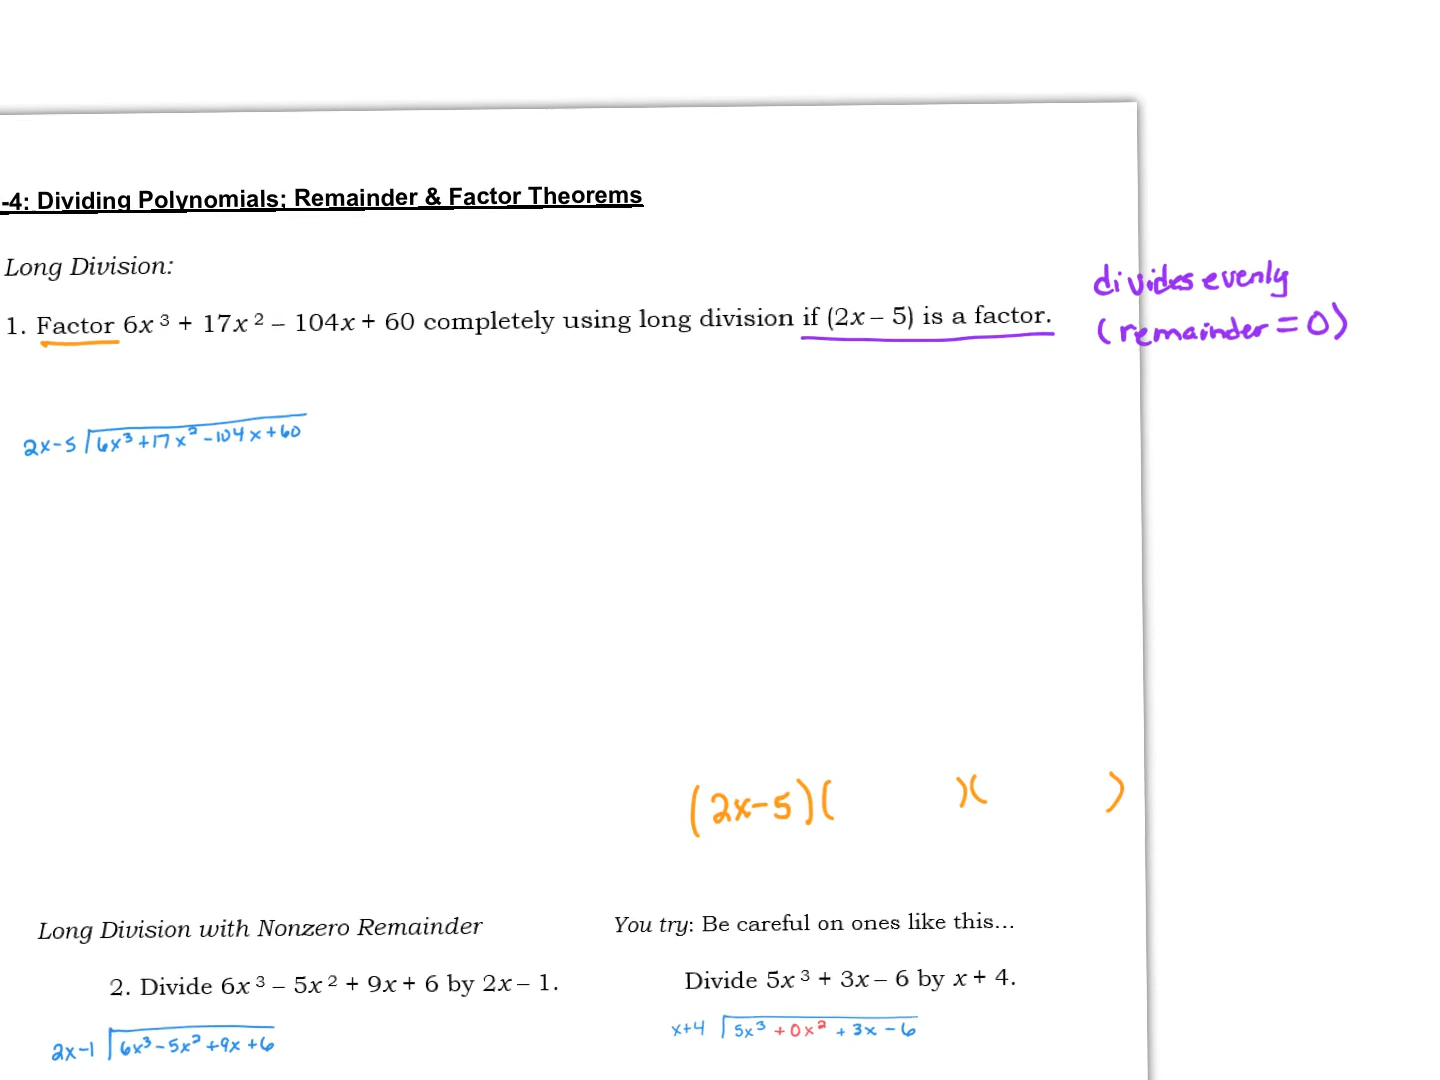 -4: Dividing Polynomials; Remainder & Factor Theorems
Long Division:
1. Factor 6x³ + 17x² – 104x + 60 completely using long division if (2x – 5) is a factor.
divides evenly
(remainder = 0)
2x-5 6x³+17x²-104x+60
(2x-5)( )( )
Long Division with Nonzero Remainder
2. Divide 6x³ – 5x² + 9x + 6 by 2x – 1.
2x-1 6x³-5x²+9x+6
You try: Be careful on ones like this...
Divide 5x³ + 3x – 6 by x + 4.
x+4 5x³ + 0x² + 3x - 6